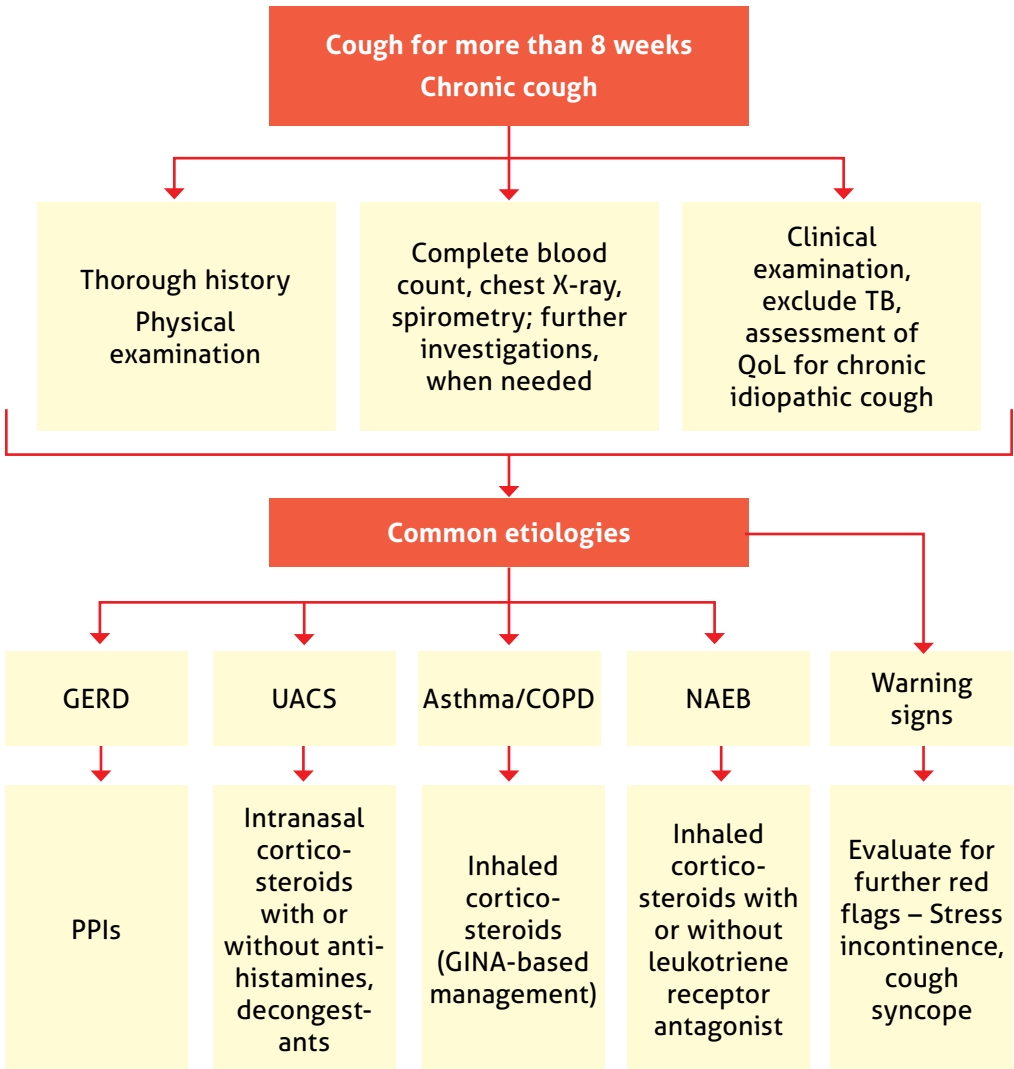 Cough for more than 8 weeks
Chronic cough
Thorough history
Physical
examination
Complete blood
count, chest X-ray,
spirometry; further
investigations,
when needed
Clinical
examination,
exclude TB,
assessment of
QoL for chronic
idiopathic cough
Common etiologies
GERD
UACS
Asthma/COPD
NAEB
Warning
signs
PPIs
Intranasal
cortico-
steroids
with or
without anti-
histamines,
decongest-
ants
Inhaled
cortico-
steroids
(GINA-based
management)
Inhaled
cortico-
steroids with
or without
leukotriene
receptor
antagonist
Evaluate for
further red
flags – Stress
incontinence,
cough
syncope